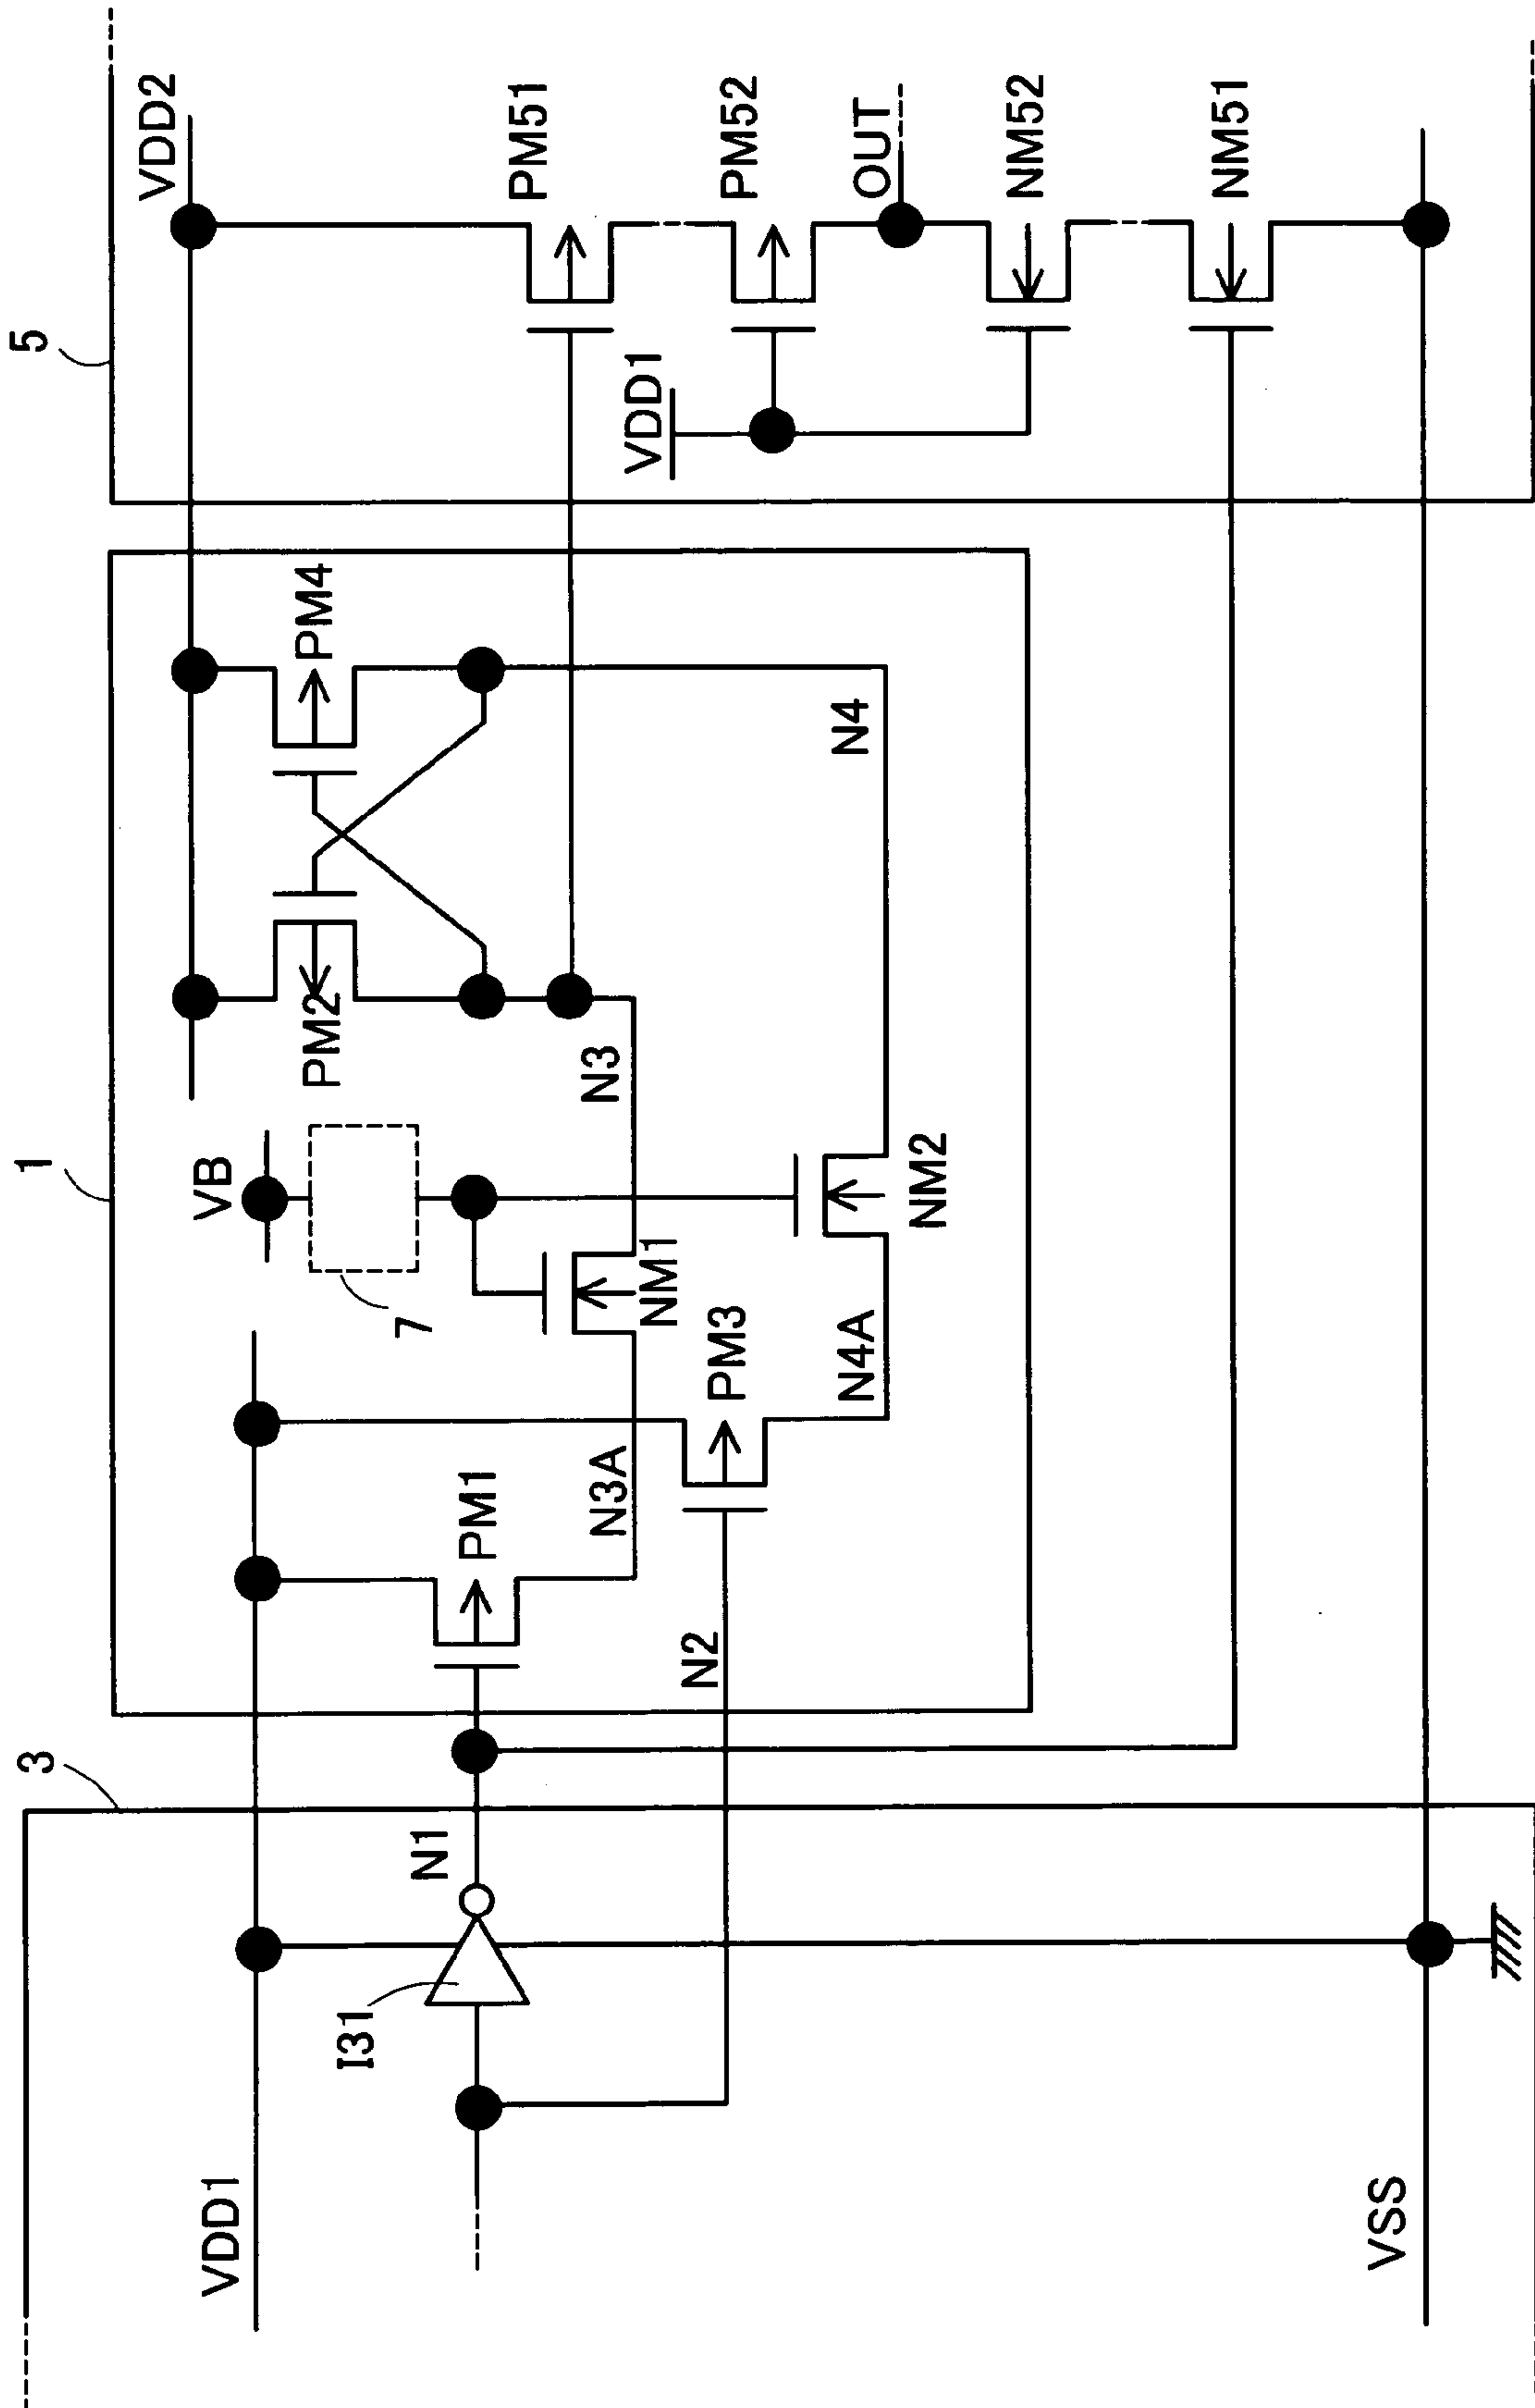 3
1
5
VDD1
VB
VDD2
I31
N1
PM1
7
PM2
PM4
PM51
N3A
NM1
N3
VDD1
N2
PM3
PM52
N4A
NM2
N4
OUT
NM52
VSS
NM51